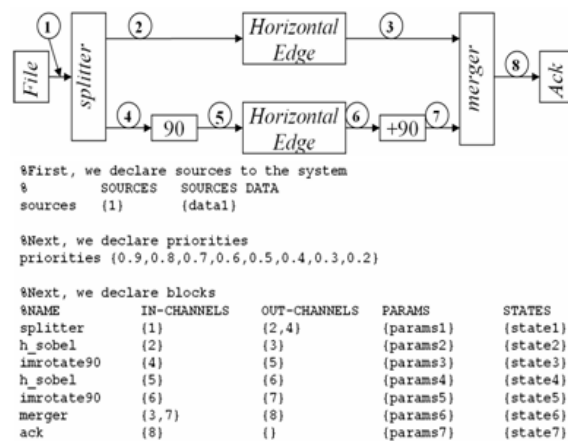 1
2
3
File
splitter
Horizontal
Edge
merger
8
Ack
4
90
5
Horizontal
Edge
6
+90
7
%First, we declare sources to the system
% SOURCES SOURCES DATA
sources {1} {data1}
%Next, we declare priorities
priorities {0.9,0.8,0.7,0.6,0.5,0.4,0.3,0.2}
%Next, we declare blocks
%NAME IN-CHANNELS OUT-CHANNELS PARAMS STATES
splitter {1} {2,4} {params1} {state1}
h_sobel {2} {3} {params2} {state2}
imrotate90 {4} {5} {params3} {state3}
h_sobel {5} {6} {params4} {state4}
imrotate90 {6} {7} {params5} {state5}
merger {3,7} {8} {params6} {state6}
ack {8} {} {params7} {state7}